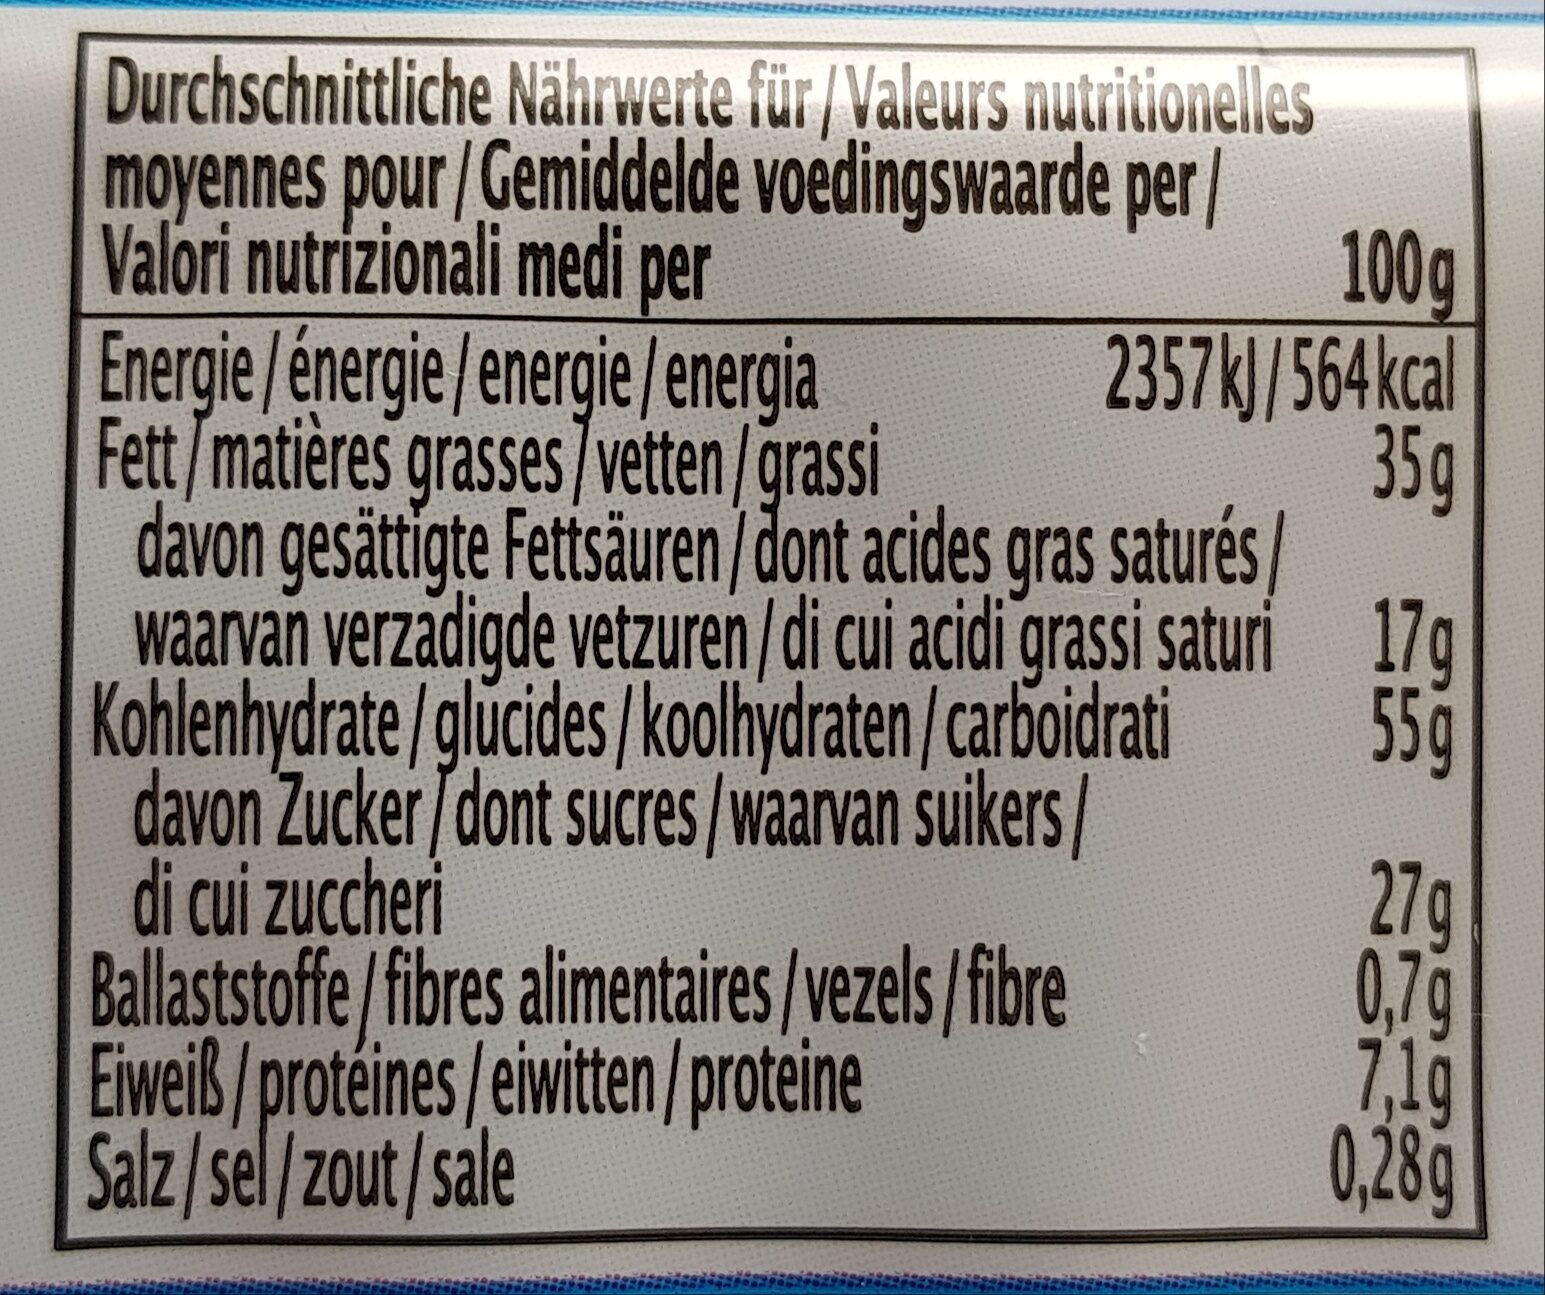 Durchschnittliche Nährwerte für / Valeurs nutritionelles
moyennes pour / Gemiddelde voedingswaarde per /
Valori nutrizionali medi per 100g
Energie / énergie / energie / energia 2357kJ / 564kcal
Fett / matières grasses / vetten / grassi 35g
davon gesättigte Fettsäuren / dont acides gras saturés /
waarvan verzadigde vetzuren / di cui acidi grassi saturi 17g
Kohlenhydrate / glucides / koolhydraten / carboidrati 55g
davon Zucker / dont sucres / waarvan suikers /
di cui zuccheri 27g
Ballaststoffe / fibres alimentaires / vezels / fibre 0,7g
Eiweiß / protéines / eiwitten / proteine 7,1g
Salz / sel / zout / sale 0,28g